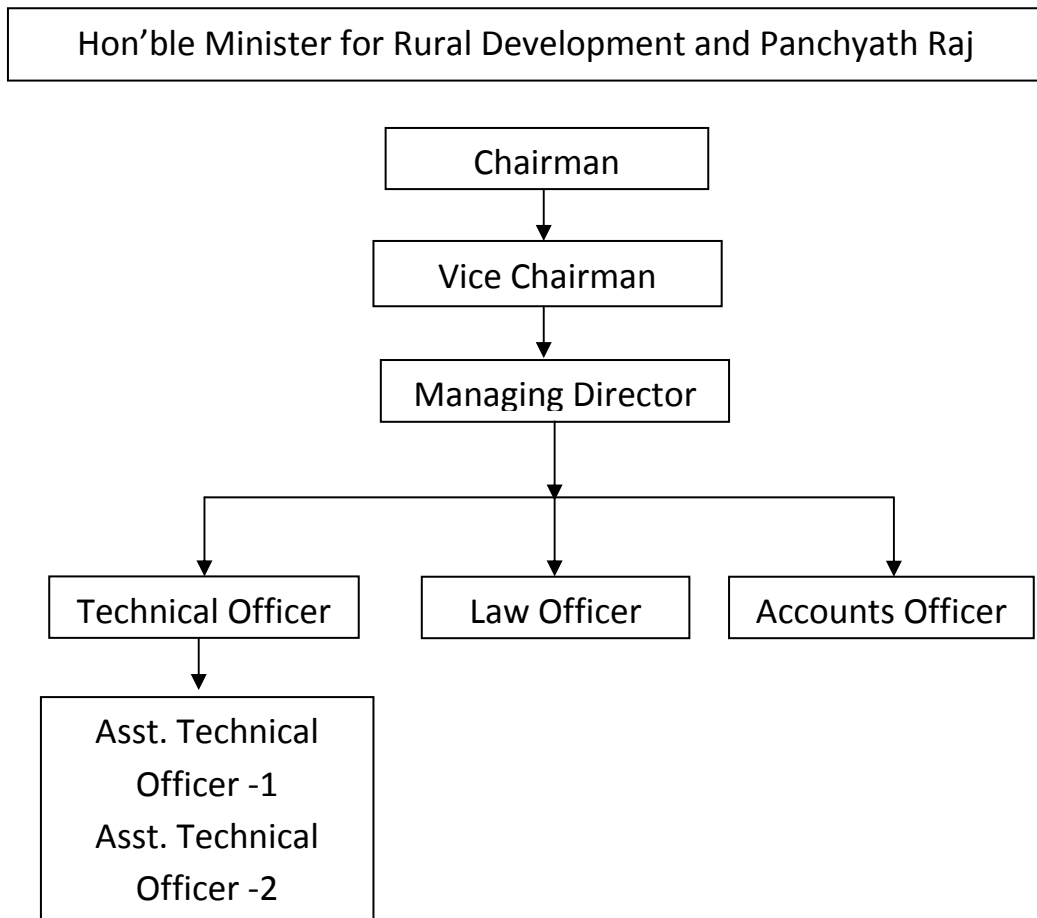 Hon’ble Minister for Rural Development and Panchyath Raj
Chairman
Vice Chairman
Managing Director
Technical Officer
Law Officer
Accounts Officer
Asst. Technical
Officer -1
Asst. Technical
Officer -2